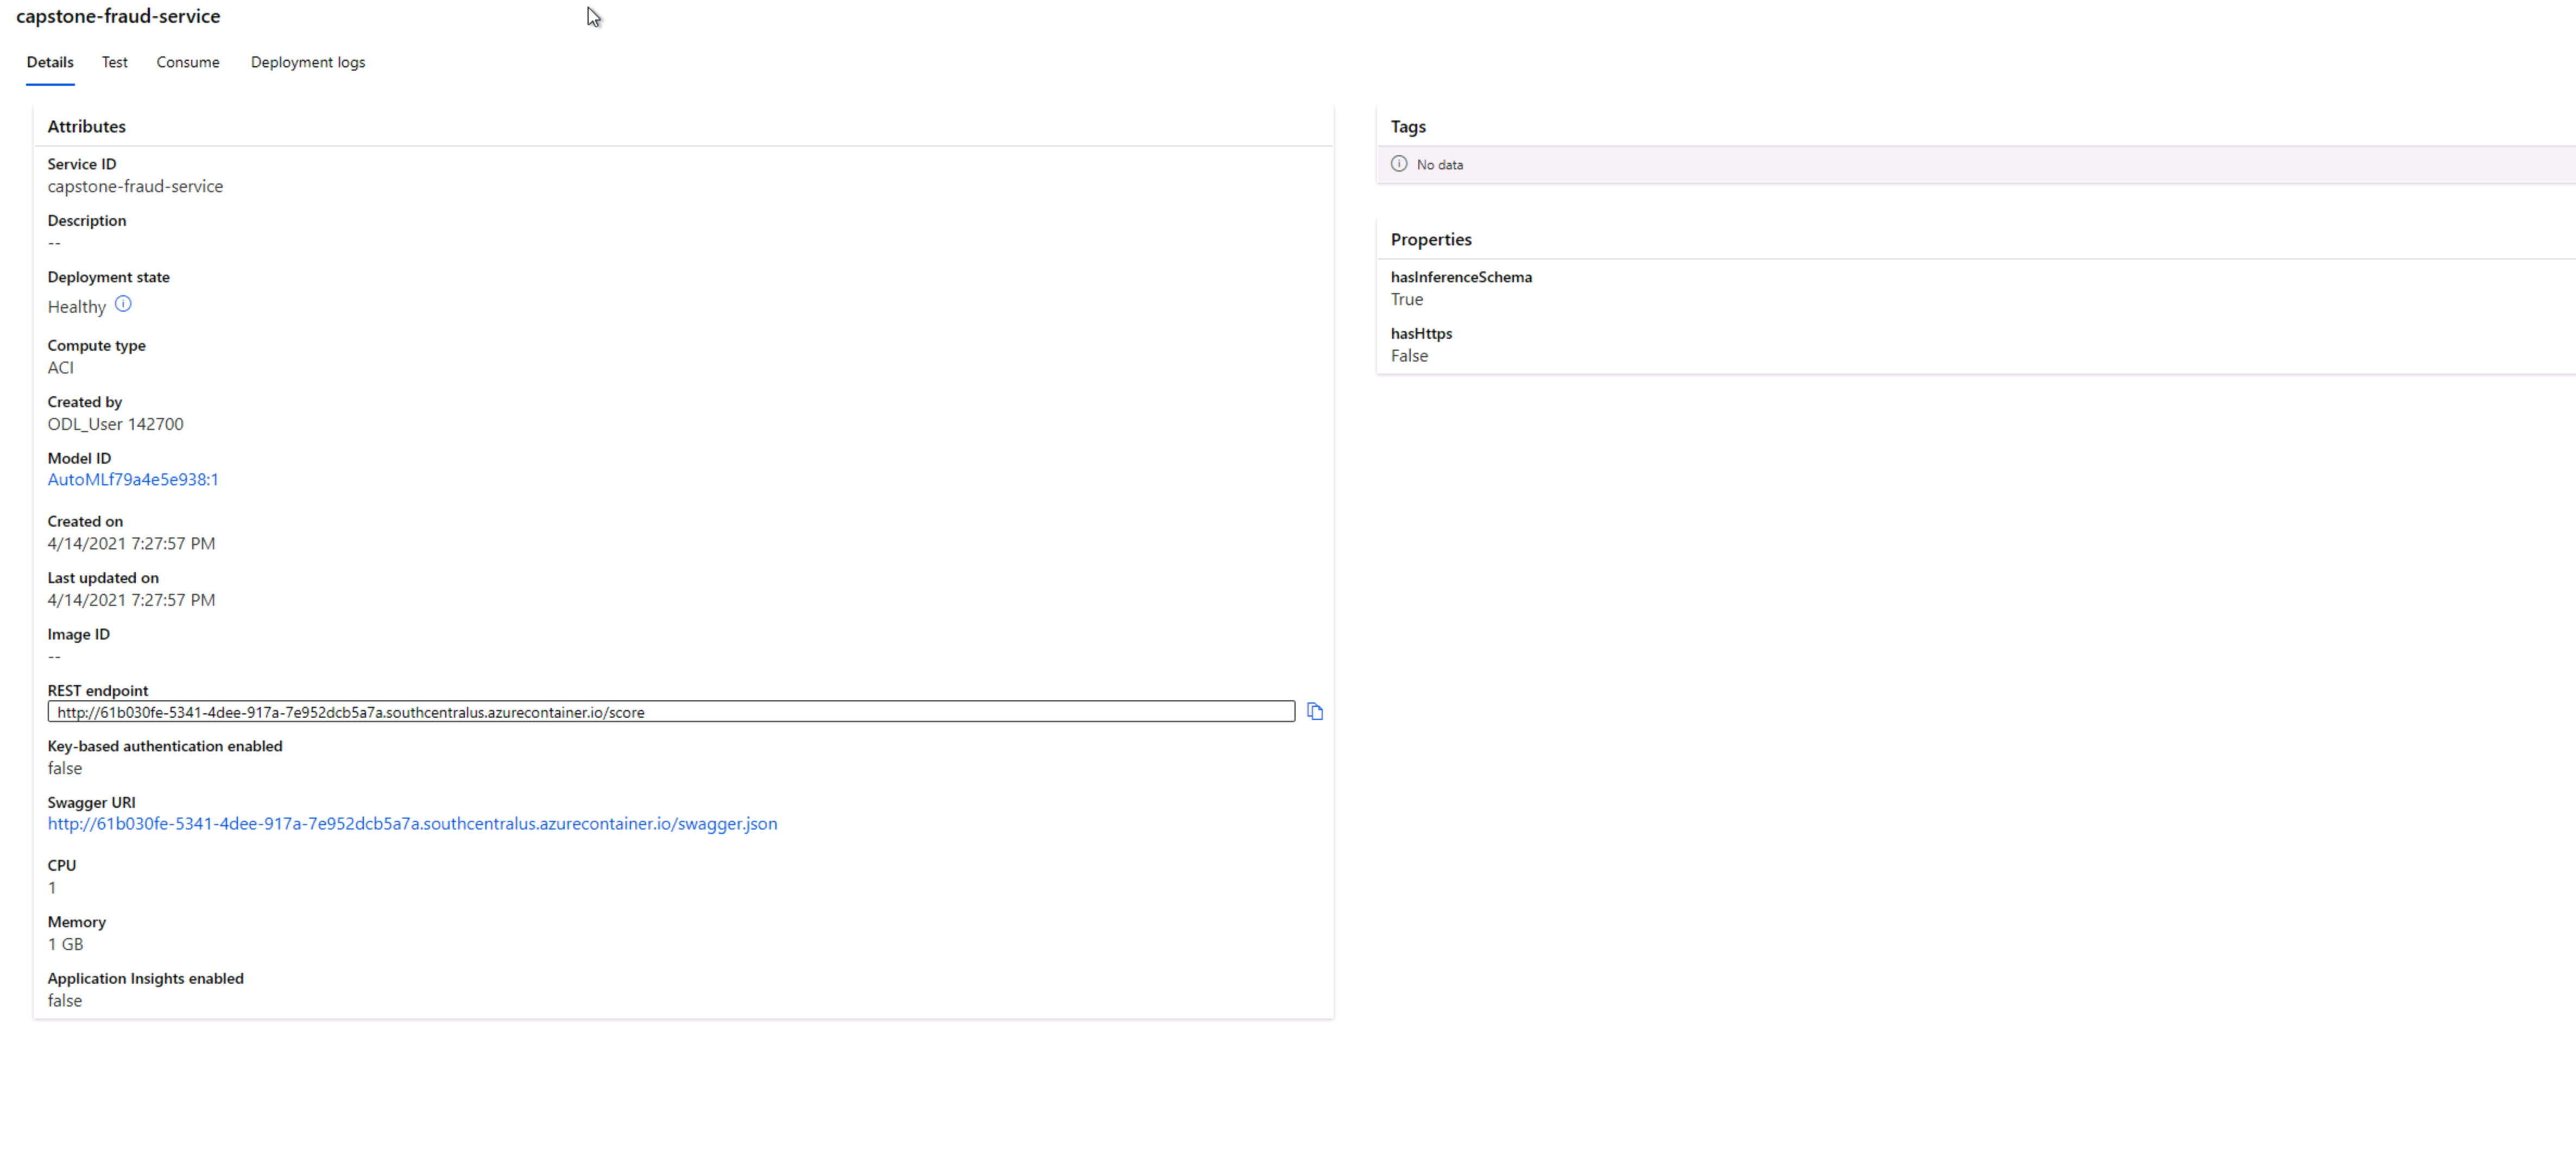 capstone-fraud-service
Details Test Consume Deployment logs
Attributes
Service ID
capstone-fraud-service
Description
--
Deployment state
Healthy
Compute type
ACI
Created by
ODL_User 142700
Model ID
AutoMLf79a4e5e938:1
Created on
4/14/2021 7:27:57 PM
Last updated on
4/14/2021 7:27:57 PM
Image ID
--
REST endpoint
http://61b030fe-5341-4dee-917a-7e952dcb5a7a.southcentralus.azurecontainer.io/score
Key-based authentication enabled
false
Swagger URI
http://61b030fe-5341-4dee-917a-7e952dcb5a7a.southcentralus.azurecontainer.io/swagger.json
CPU
1
Memory
1 GB
Application Insights enabled
false
Tags
No data
Properties
hasInferenceSchema
True
hasHttps
False